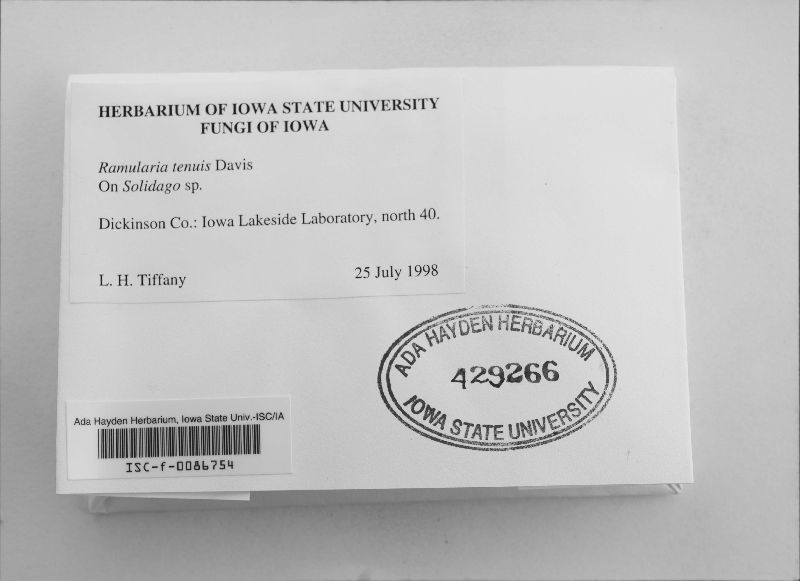 HERBARIUM OF IOWA STATE UNIVERSITY
FUNGI OF IOWA
Ramularia tenuis Davis
On Solidago sp.
Dickinson Co.: Iowa Lakeside Laboratory, north 40.
L. H. Tiffany 25 July 1998
ADA HAYDEN HERBARIUM
429266
IOWA STATE UNIVERSITY
Ada Hayden Herbarium, Iowa State Univ.-ISC/IA
ISC-f-0086754